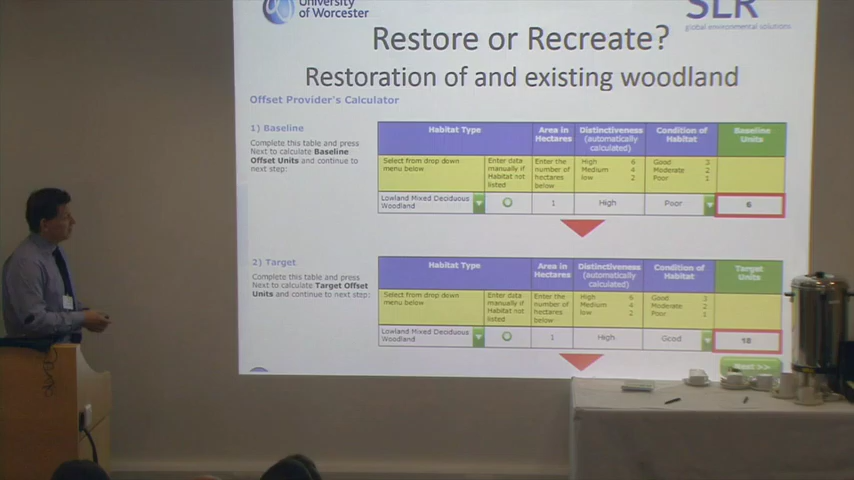 University
of Worcester
SLR
global environmental solutions
Restore or Recreate?
Restoration of and existing woodland
Offset Provider's Calculator
1) Baseline
Complete this table and press
Next to calculate Baseline
Offset Units and continue to
next step:
Habitat Type
Area in
Hectares
Distinctiveness
(automatically
calculated)
Condition of
Habitat
Baseline
Units
Select from drop down
menu below
Enter data
manually if
Habitat not
listed
Enter the
number of
hectares
below
High 6
Medium 4
low 2
Good 3
Moderate 2
Poor 1
Lowland Mixed Deciduous
Woodland
1
High
Poor
6
2) Target
Complete this table and press
Next to calculate Target Offset
Units and continue to next step:
Habitat Type
Area in
Hectares
Distinctiveness
(automatically
calculated)
Condition of
Habitat
Target
Units
Select from drop down
menu below
Enter data
manually if
Habitat not
listed
Enter the
number of
hectares
below
High 6
Medium 4
low 2
Good 3
Moderate 2
Poor 1
Lowland Mixed Deciduous
Woodland
1
High
Good
18
Next >>